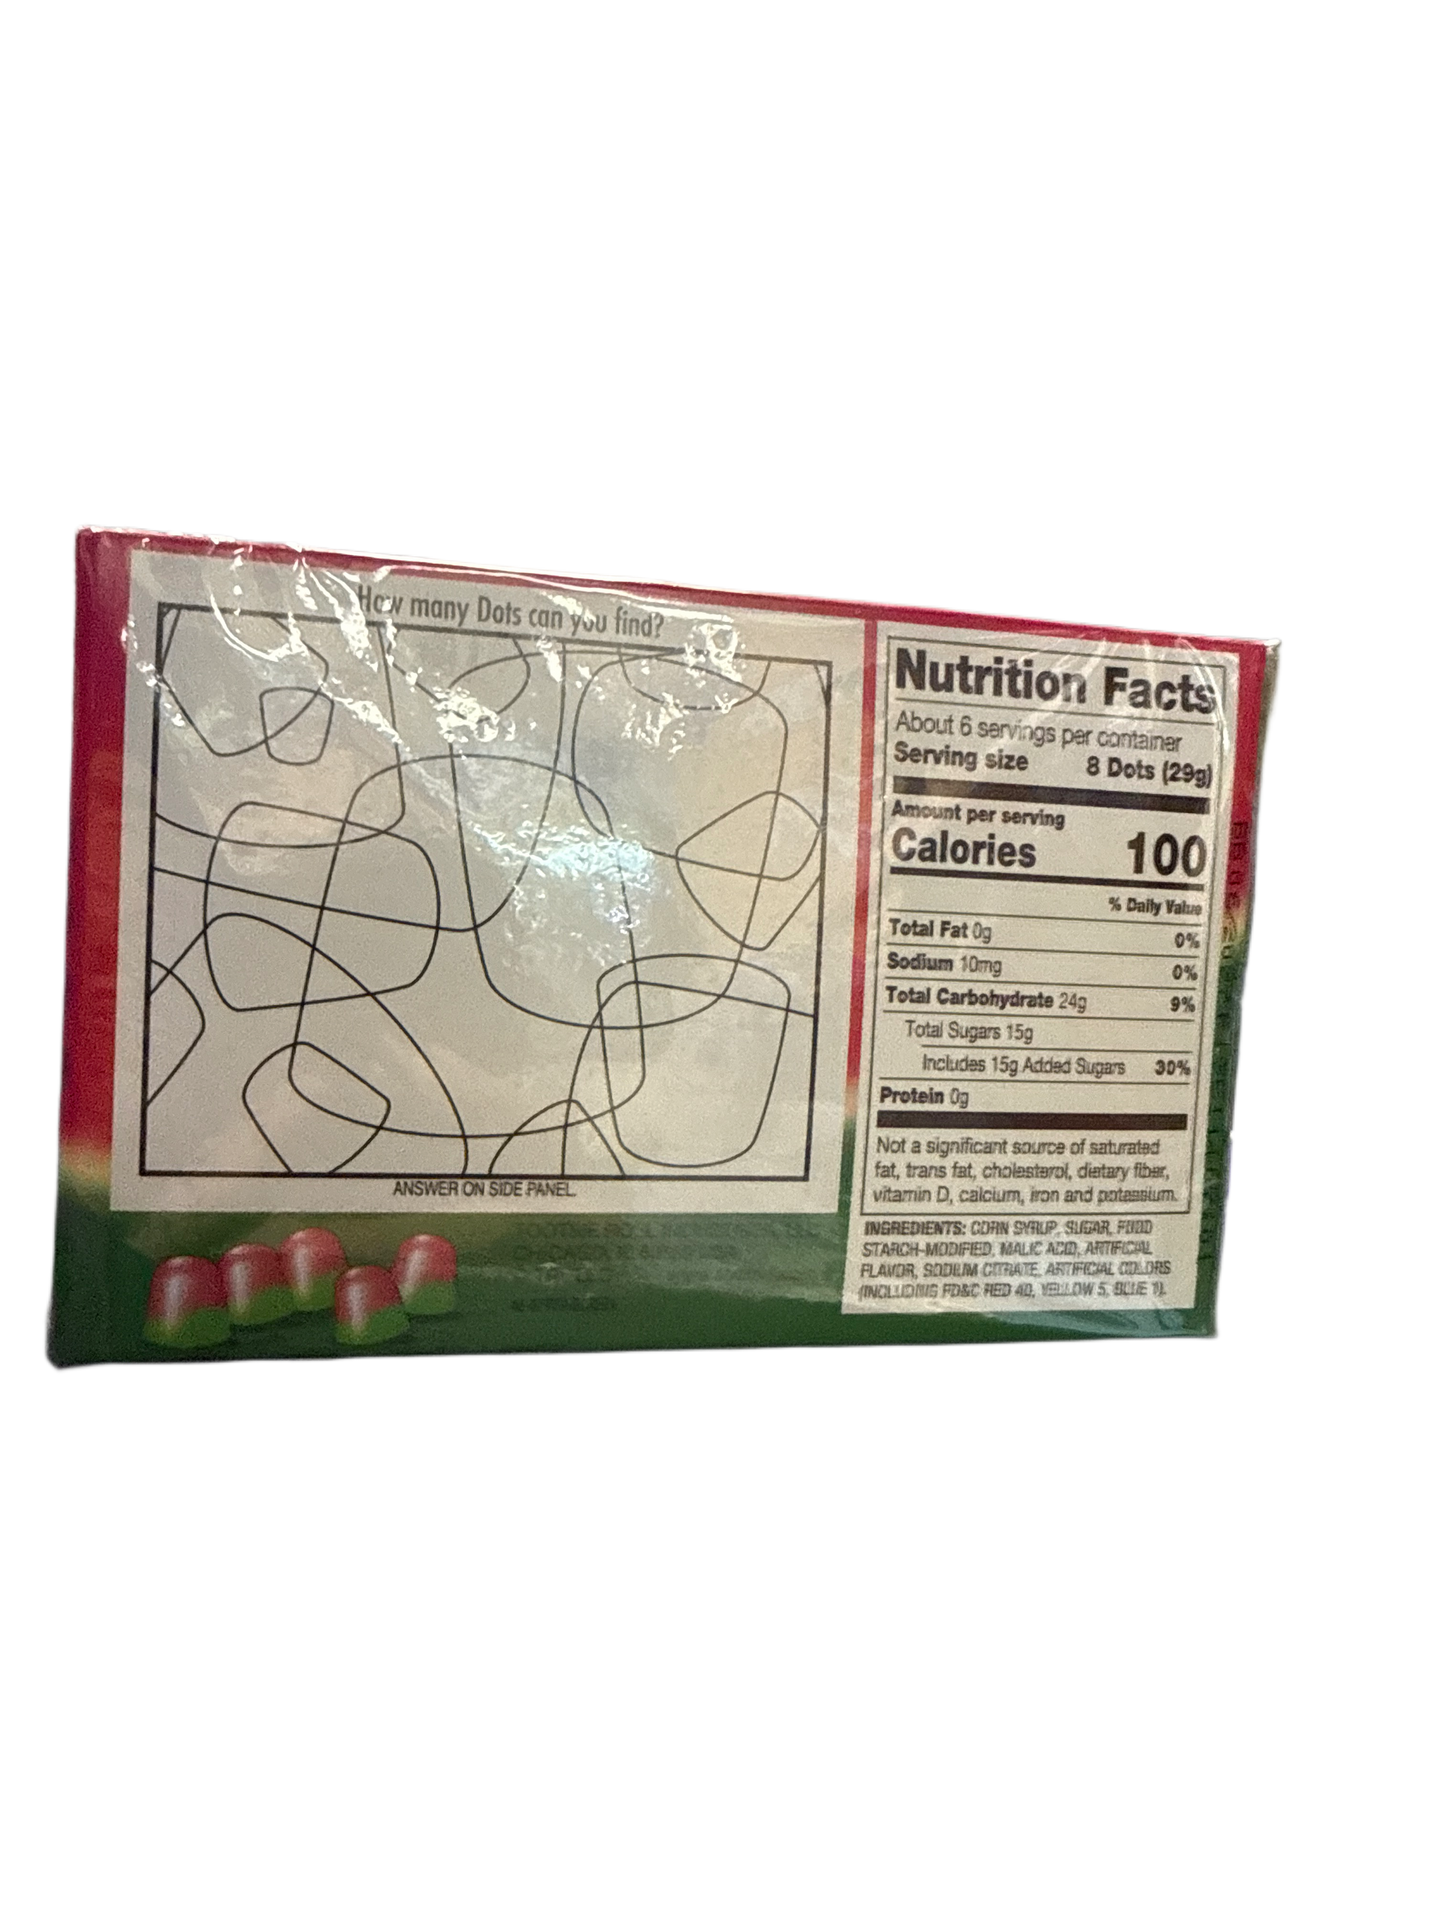 How many Dots can you find?
ANSWER ON SIDE PANEL.
Nutrition Facts
About 6 servings per container
Serving size 8 Dots (29g)
Amount per serving
Calories 100
% Daily Value
Total Fat 0g 0%
Sodium 10mg 0%
Total Carbohydrate 24g 9%
Total Sugars 15g
Includes 15g Added Sugars 30%
Protein 0g
Not a significant source of saturated
fat, trans fat, cholesterol, dietary fiber,
vitamin D, calcium, iron and potassium.
INGREDIENTS: CORN SYRUP, SUGAR, FOOD
STARCH-MODIFIED, MALIC ACID, ARTIFICIAL
FLAVOR, SODIUM CITRATE, ARTIFICIAL COLORS
(INCLUDING FD&C RED 40, YELLOW 5, BLUE 1).